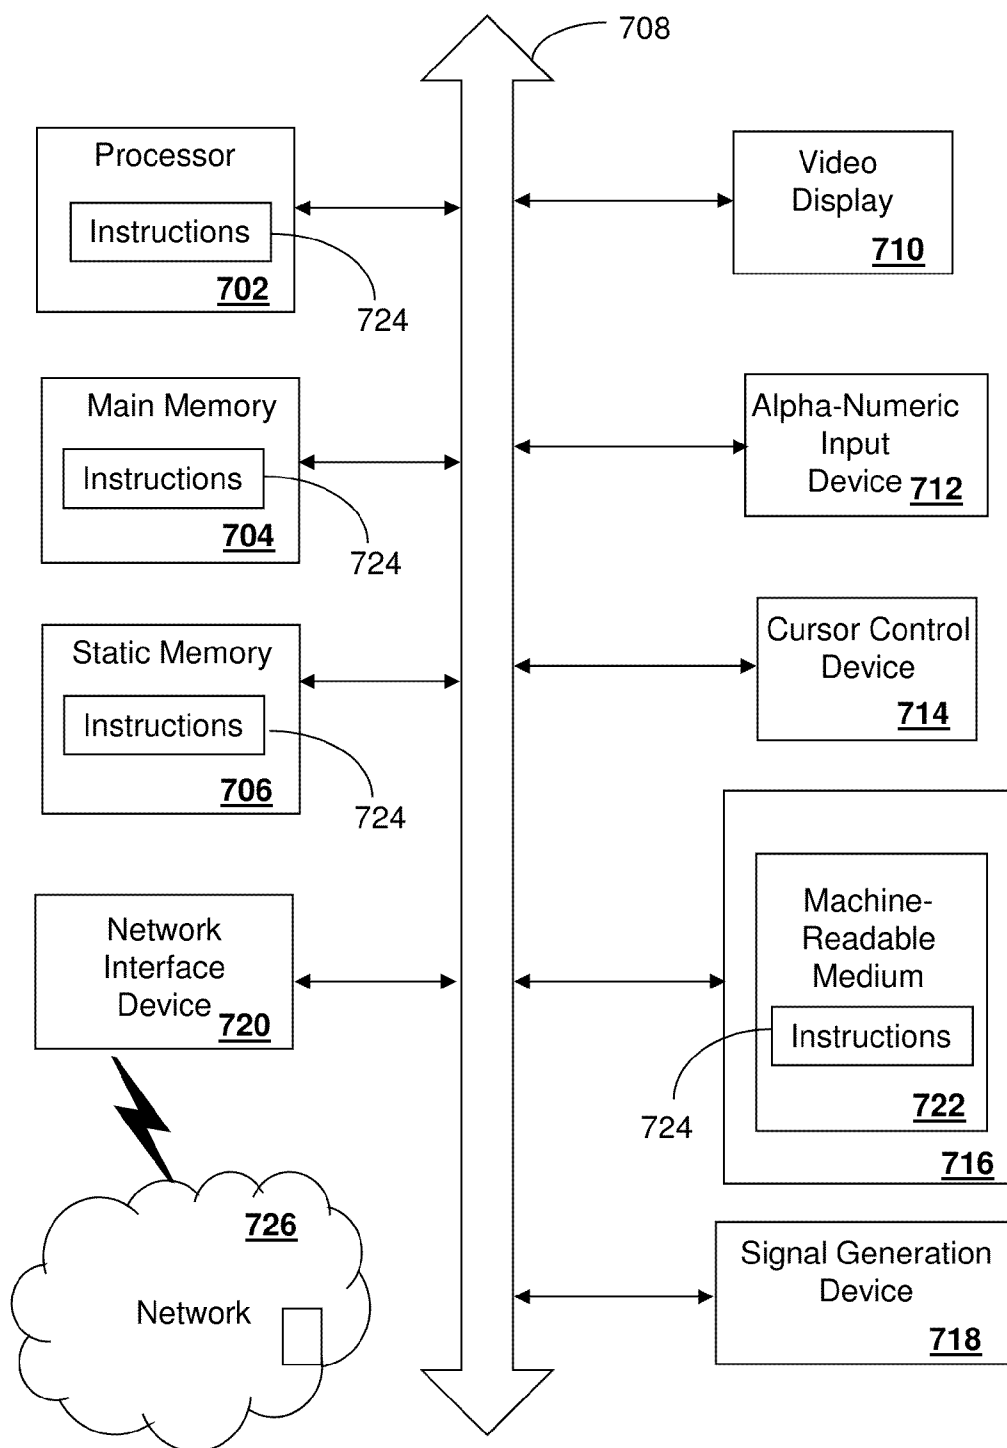 708
Processor
Instructions
702
724
Video
Display
710
Main Memory
Instructions
704
724
Alpha-Numeric
Input
Device 712
Static Memory
Instructions
706
724
Cursor Control
Device
714
Network
Interface
Device
720
Machine-
Readable
Medium
Instructions
722
724
716
726
Network
Signal Generation
Device
718